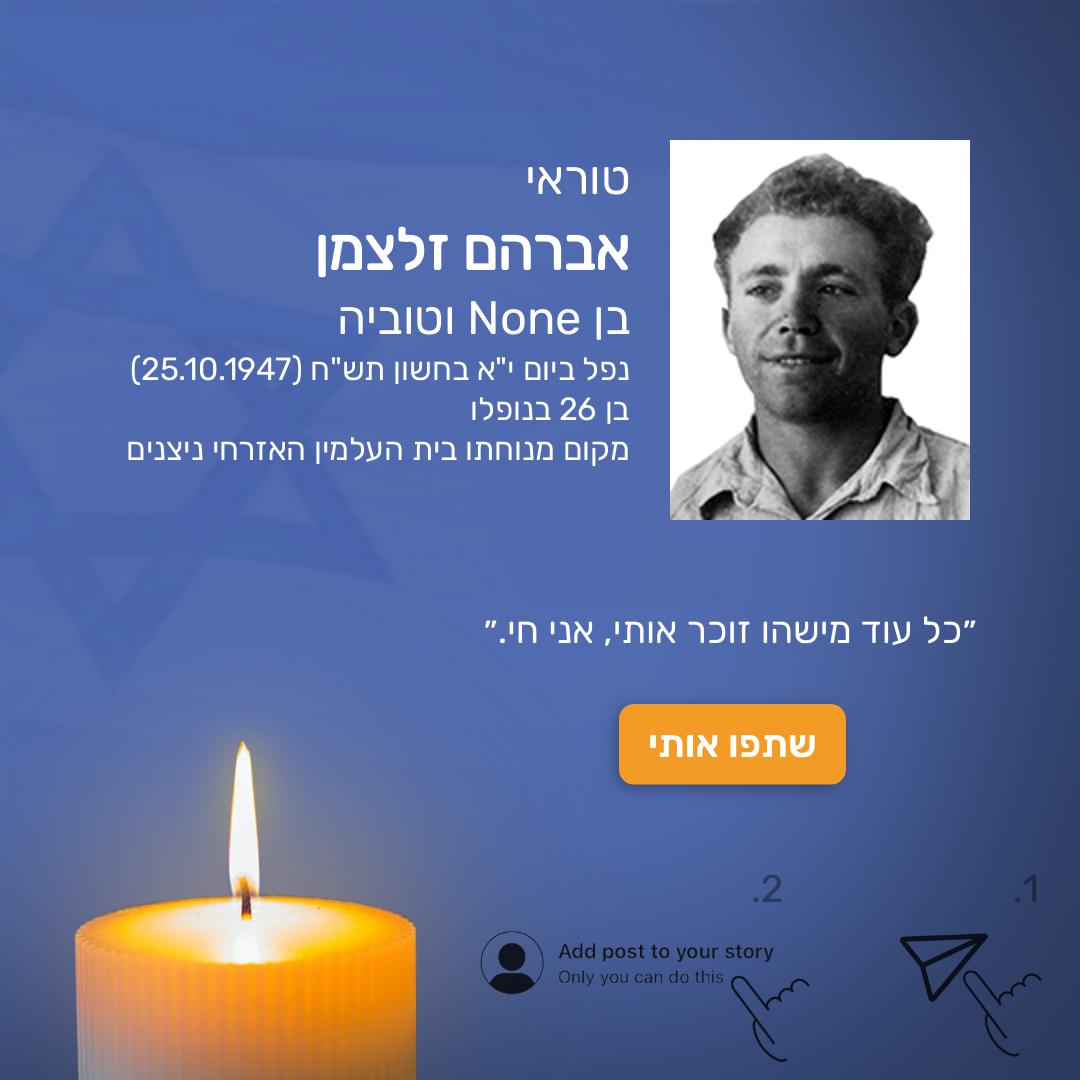 טוראי
אברהם זלצמן
בן None וטוביה
נפל ביום י"א בחשון תש"ח (25.10.1947)
בן 26 בנופלו
מקום מנוחתו בית העלמין האזרחי ניצנים
״כל עוד מישהו זוכר אותי, אני חי.״
שתפו אותי
1.
2.
Add post to your story
Only you can do this